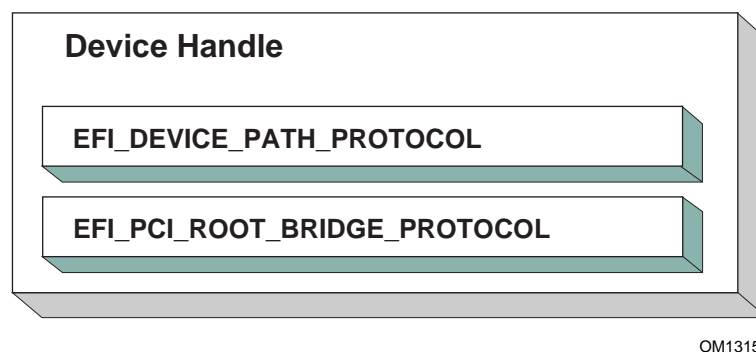 Device Handle
EFI_DEVICE_PATH_PROTOCOL
EFI_PCI_ROOT_BRIDGE_PROTOCOL
OM1315